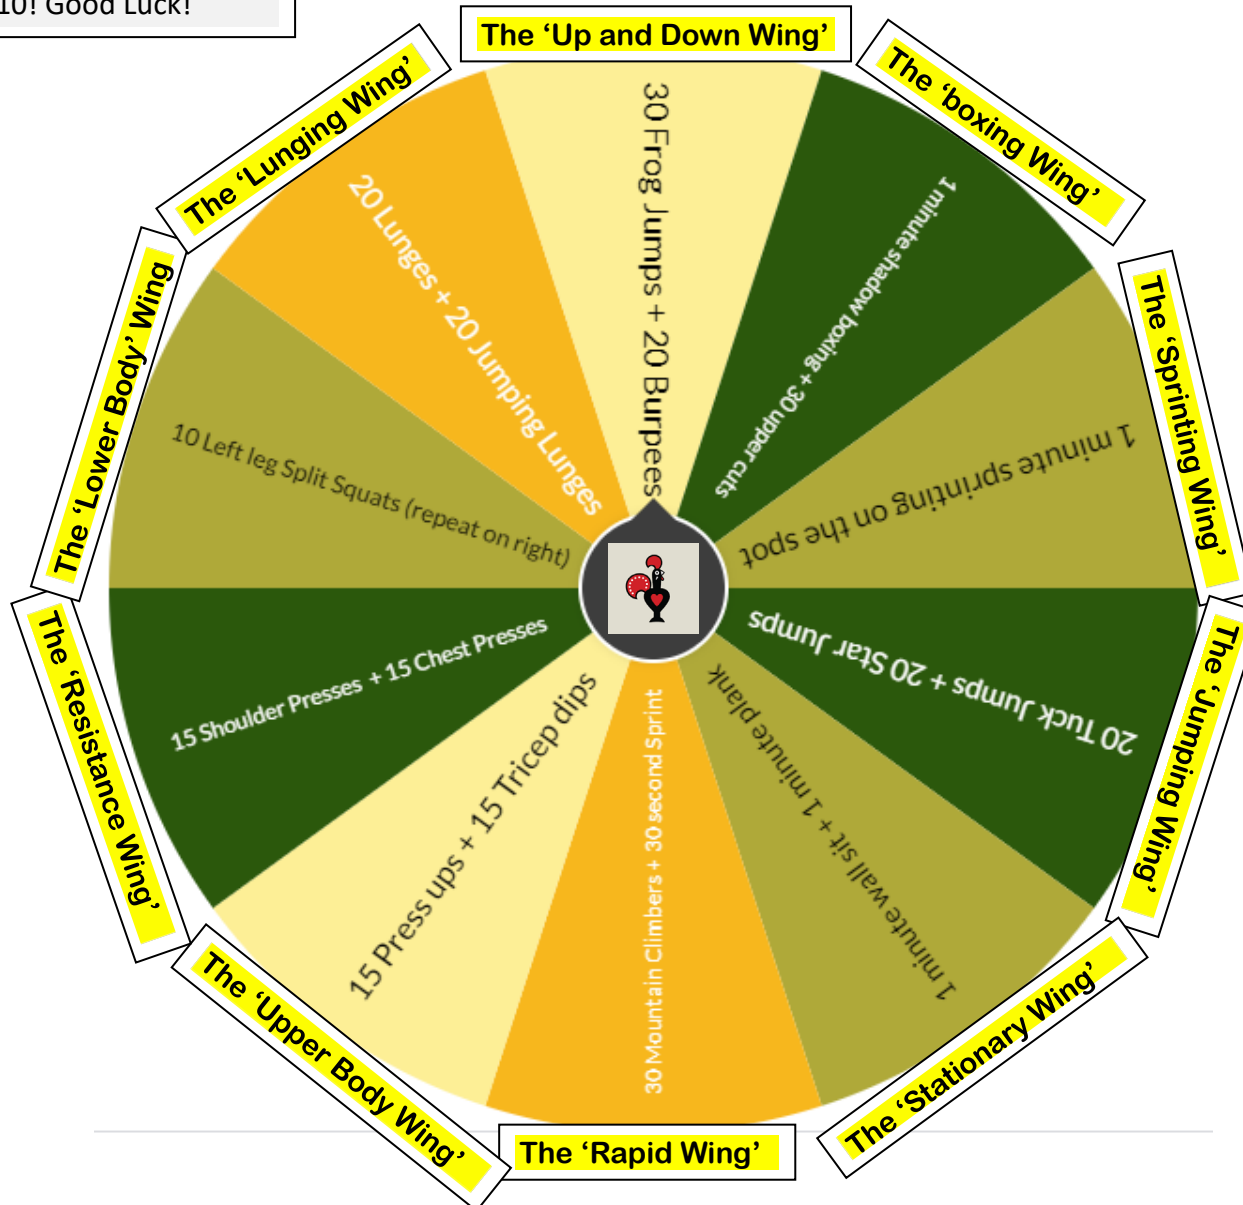 10! Good Luck!
The ‘Up and Down Wing’
30 Frog Jumps + 20 Burpees
The ‘boxing Wing’
1 minute shadow boxing + 30 upper cuts
The ‘Sprinting Wing’
1 minute sprinting on the spot
The ‘Jumping Wing’
20 Tuck Jumps + 20 Star Jumps
The ‘Stationary Wing’
1 minute wall sit + 1 minute plank
The ‘Rapid Wing’
30 Mountain Climbers + 30 second Sprint
The ‘Upper Body Wing’
15 Press ups + 15 Tricep dips
The ‘Resistance Wing’
15 Shoulder Presses + 15 Chest Presses
The ‘Lower Body’ Wing
10 Left leg Split Squats (repeat on right)
The ‘Lunging Wing’
20 Lunges + 20 Jumping Lunges